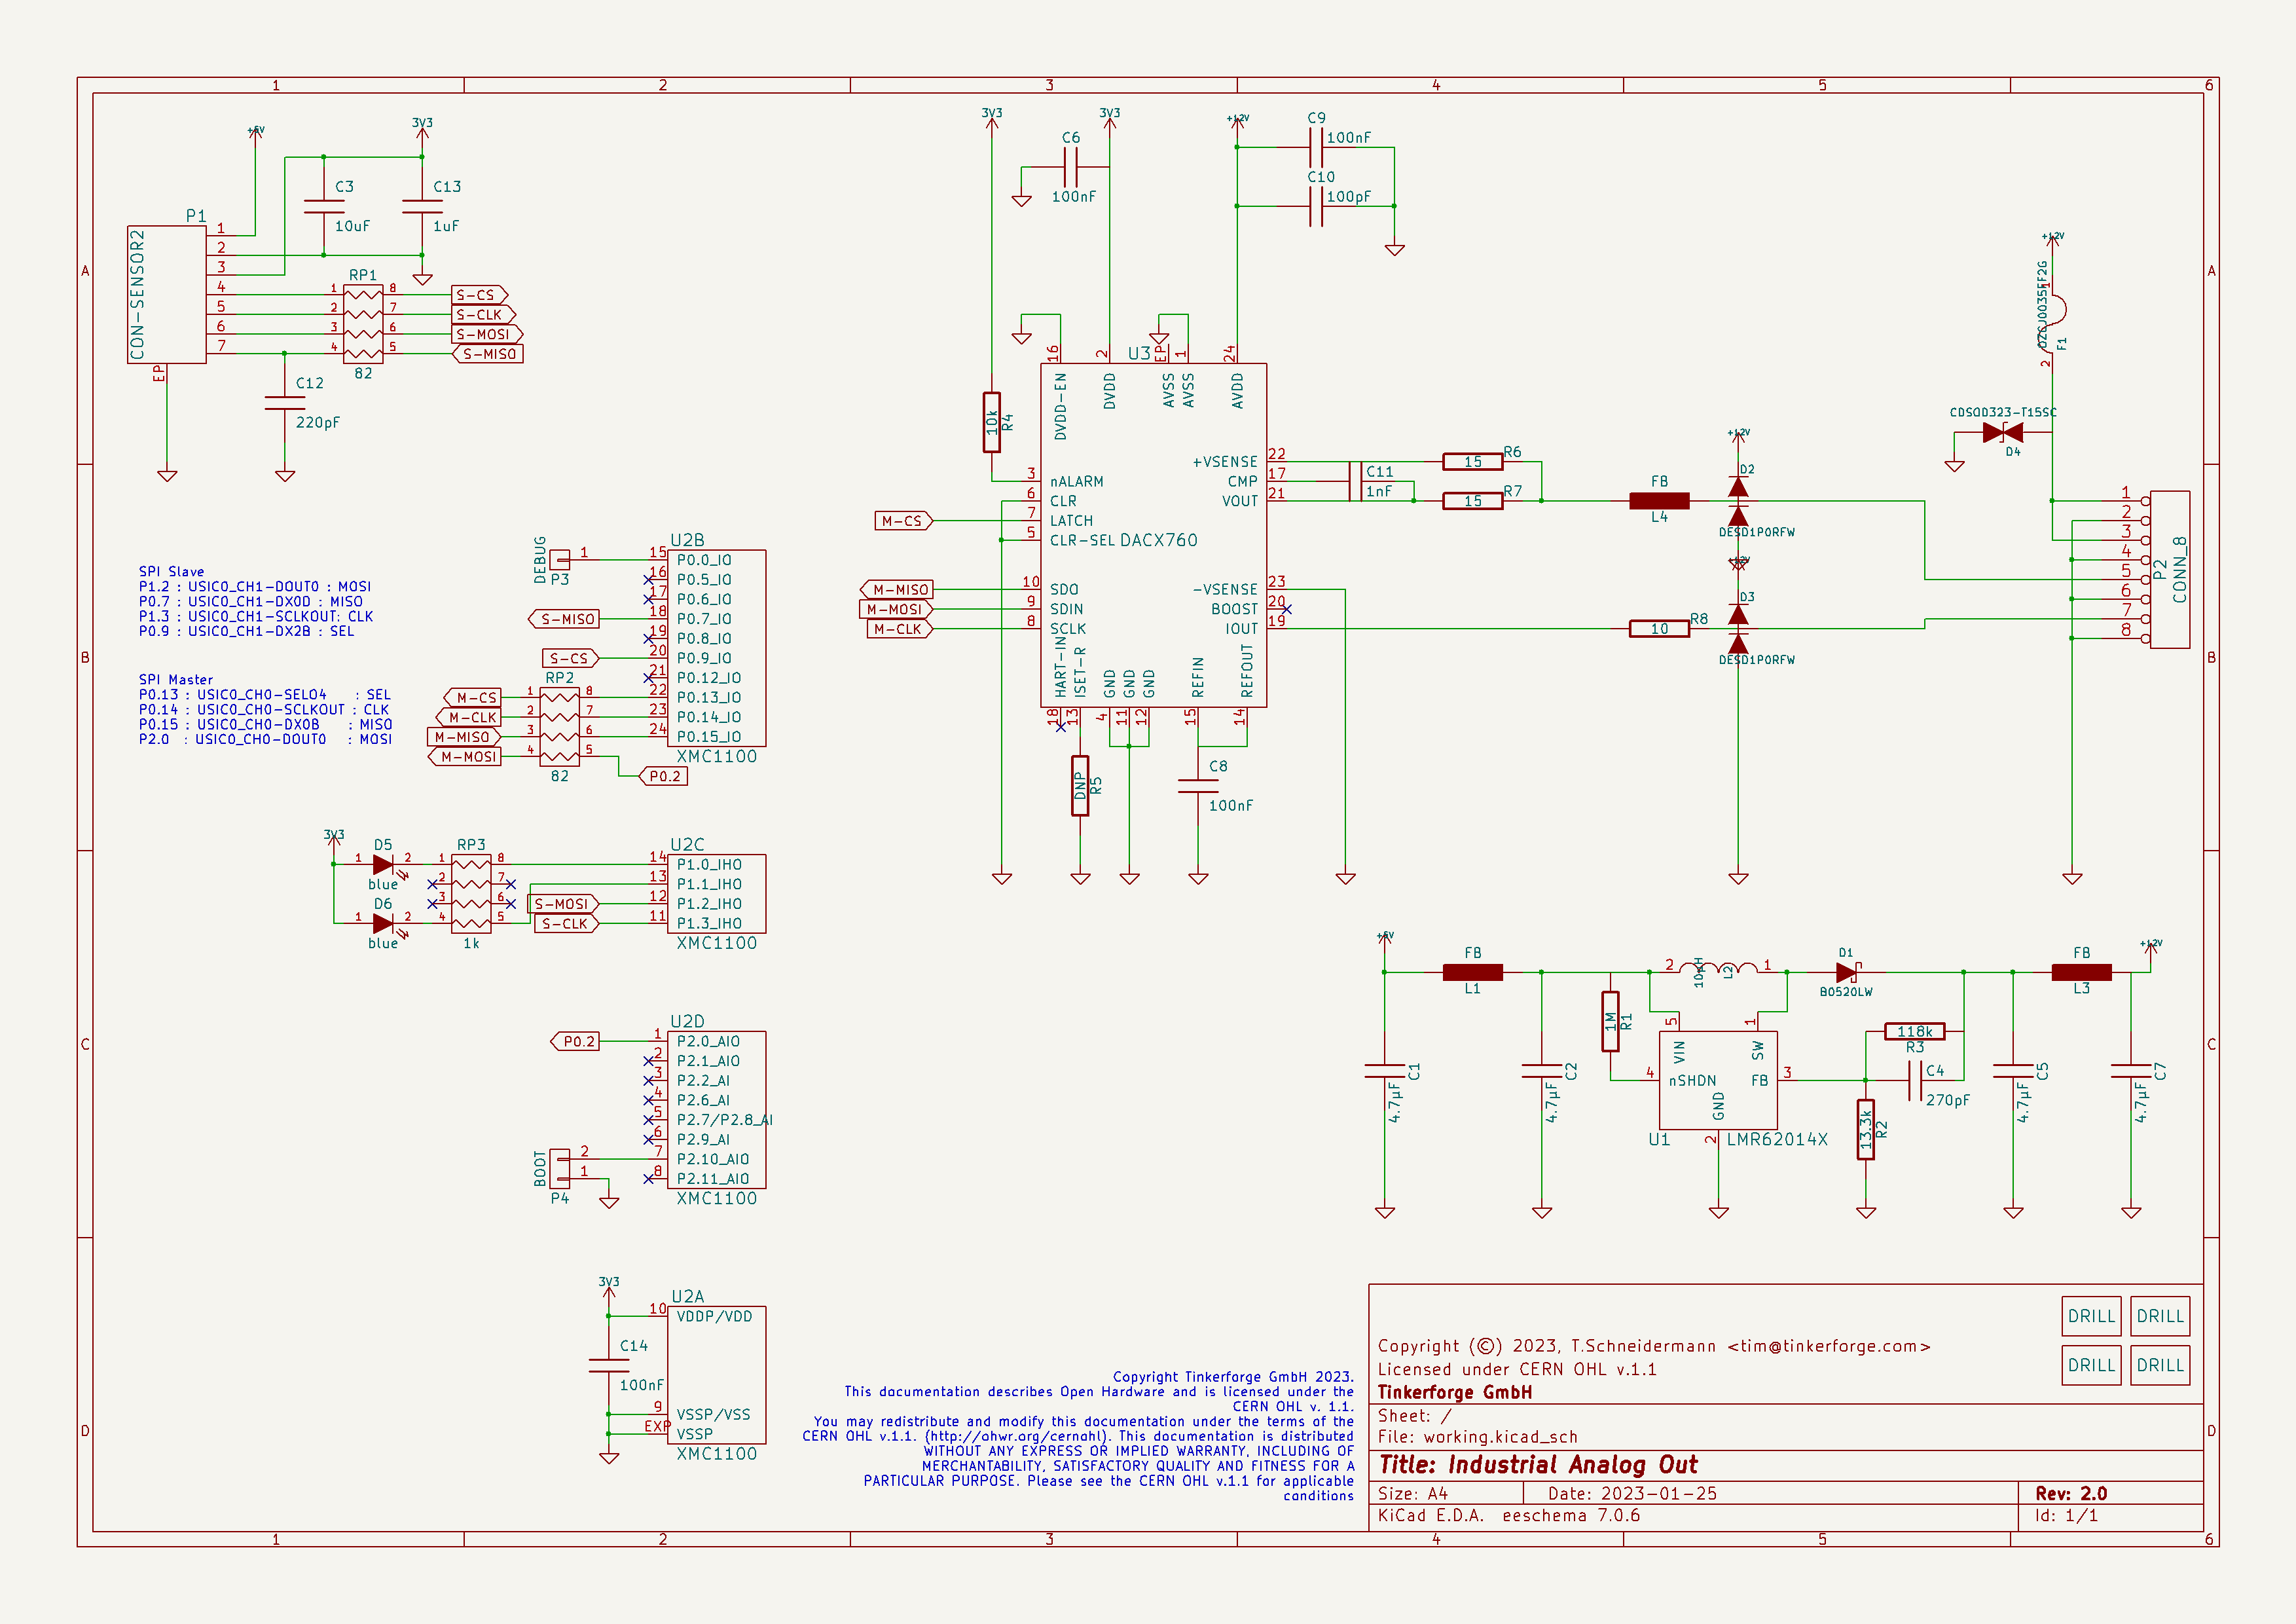 1 2 3 4 5 6
A A
B B
C C
D D
1 2 3 4 5 6
+5V
3V3
C3
10uF
C13
1uF
P1
CON-SENSOR2
1
2
3
4
5
6
7
EP
RP1
1 8
2 7
3 6
4 5
82
S-CS
S-CLK
S-MOSI
S-MISO
C12
220pF
SPI Slave
P1.2 : USIC0_CH1-DOUT0 : MOSI
P0.7 : USIC0_CH1-DX0D : MISO
P1.3 : USIC0_CH1-SCLKOUT: CLK
P0.9 : USIC0_CH1-DX2B : SEL
SPI Master
P0.13 : USIC0_CH0-SELO4 : SEL
P0.14 : USIC0_CH0-SCLKOUT : CLK
P0.15 : USIC0_CH0-DX0B : MISO
P2.0 : USIC0_CH0-DOUT0 : MOSI
U2B
DEBUG
P3
1
15 P0.0_IO
16 P0.5_IO
17 P0.6_IO
S-MISO 18 P0.7_IO
19 P0.8_IO
S-CS 20 P0.9_IO
21 P0.12_IO
RP2
M-CS 1 8 22 P0.13_IO
M-CLK 2 7 23 P0.14_IO
M-MISO 3 6 24 P0.15_IO
M-MOSI 4 5
XMC1100
82
P0.2
3V3
D5
1 2
blue
D6
1 2
blue
RP3
1 8
2 7
3 6
4 5
1k
U2C
14 P1.0_IHO
13 P1.1_IHO
S-MOSI 12 P1.2_IHO
S-CLK 11 P1.3_IHO
XMC1100
U2D
P0.2 1 P2.0_AIO
2 P2.1_AIO
3 P2.2_AI
4 P2.6_AI
5 P2.7/P2.8_AI
6 P2.9_AI
7 P2.10_AIO
8 P2.11_AIO
XMC1100
BOOT
2
1
P4
3V3
U2A
10 VDDP/VDD
C14
100nF
9 VSSP/VSS
EXP VSSP
XMC1100
3V3
3V3
C6
100nF
+12V
C9
100nF
C10
100pF
10k
R4
U3
16 DVDD-EN
2 DVDD
EP AVSS
1 AVSS
24 AVDD
3 nALARM
6 CLR
M-CS 7 LATCH
5 CLR-SEL
DACX760
M-MISO 10 SDO
M-MOSI 9 SDIN
M-CLK 8 SCLK
+VSENSE 22
CMP 17
VOUT 21
-VSENSE 23
BOOST 20
IOUT 19
HART-IN 18
ISET-R 13
GND 4
GND 11
GND 12
REFIN 15
REFOUT 14
DNP
R5
C8
100nF
C11
1nF
15 R6
15 R7
FB
L4
+12V
D2
DESD1P0RFW
+12V
D3
DESD1P0RFW
10 R8
+12V
0ZCJ0035FF2G
1
2
F1
CDSOD323-T15SC
D4
1
2
3
4
5
6
7
8
P2
CONN_8
+5V
FB
L1
C1
4.7µF
C2
4.7µF
1M
R1
2 1
10µH
L2
D1
B0520LW
5 VIN
1 SW
4 nSHDN
FB 3
GND
2
U1
LMR62014X
118k
R3
C4
270pF
13.3k
R2
C5
4.7µF
FB
L3
+12V
C7
4.7µF
Copyright Tinkerforge GmbH 2023.
This documentation describes Open Hardware and is licensed under the
CERN OHL v. 1.1.
You may redistribute and modify this documentation under the terms of the
CERN OHL v.1.1. (http://ohwr.org/cernohl). This documentation is distributed
WITHOUT ANY EXPRESS OR IMPLIED WARRANTY, INCLUDING OF
MERCHANTABILITY, SATISFACTORY QUALITY AND FITNESS FOR A
PARTICULAR PURPOSE. Please see the CERN OHL v.1.1 for applicable
conditions
DRILL DRILL
DRILL DRILL
Copyright (©) 2023, T.Schneidermann <tim@tinkerforge.com>
Licensed under CERN OHL v.1.1
Tinkerforge GmbH
Sheet: /
File: working.kicad_sch
Title: Industrial Analog Out
Size: A4 Date: 2023-01-25 Rev: 2.0
KiCad E.D.A. eeschema 7.0.6 Id: 1/1